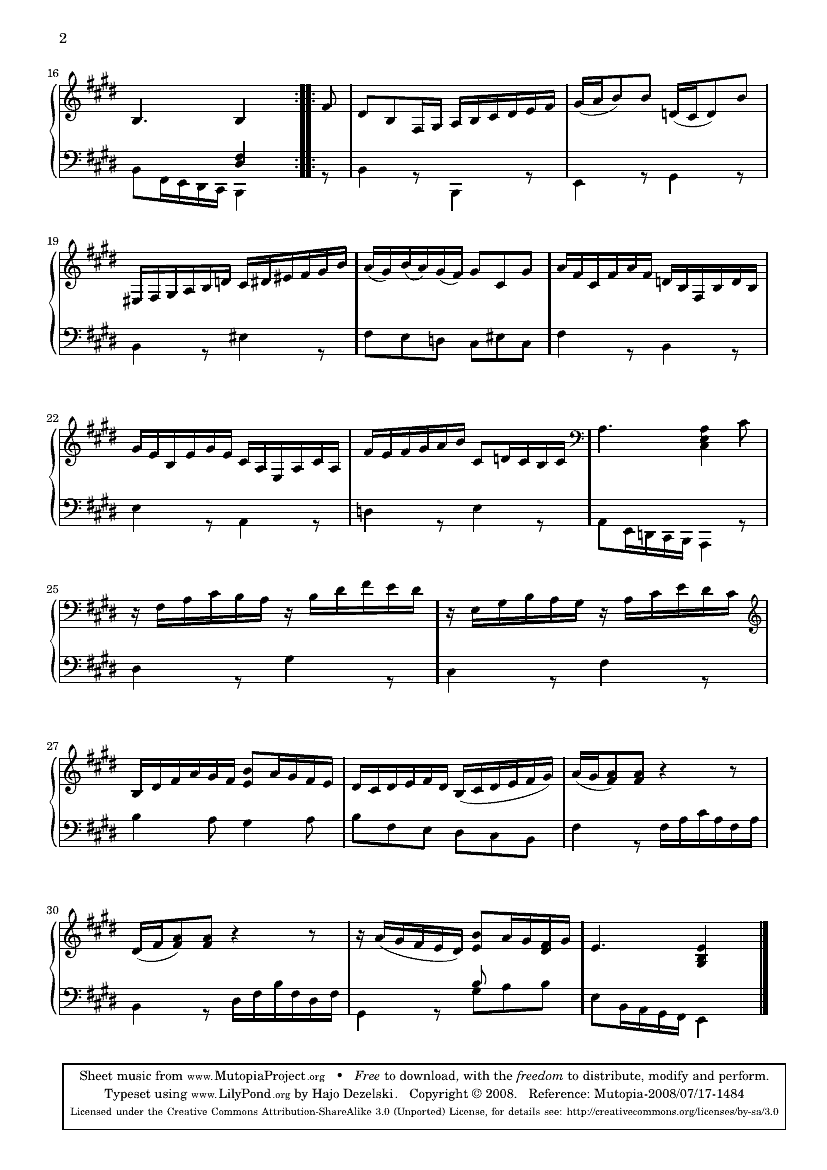 2
16
19
22
25
27
30
Sheet music from www.MutopiaProject.org • Free to download, with the freedom to distribute, modify and perform.
Typeset using www.LilyPond.org by Hajo Dezelski. Copyright © 2008. Reference: Mutopia-2008/07/17-1484
Licensed under the Creative Commons Attribution-ShareAlike 3.0 (Unported) License, for details see: http://creativecommons.org/licenses/by-sa/3.0